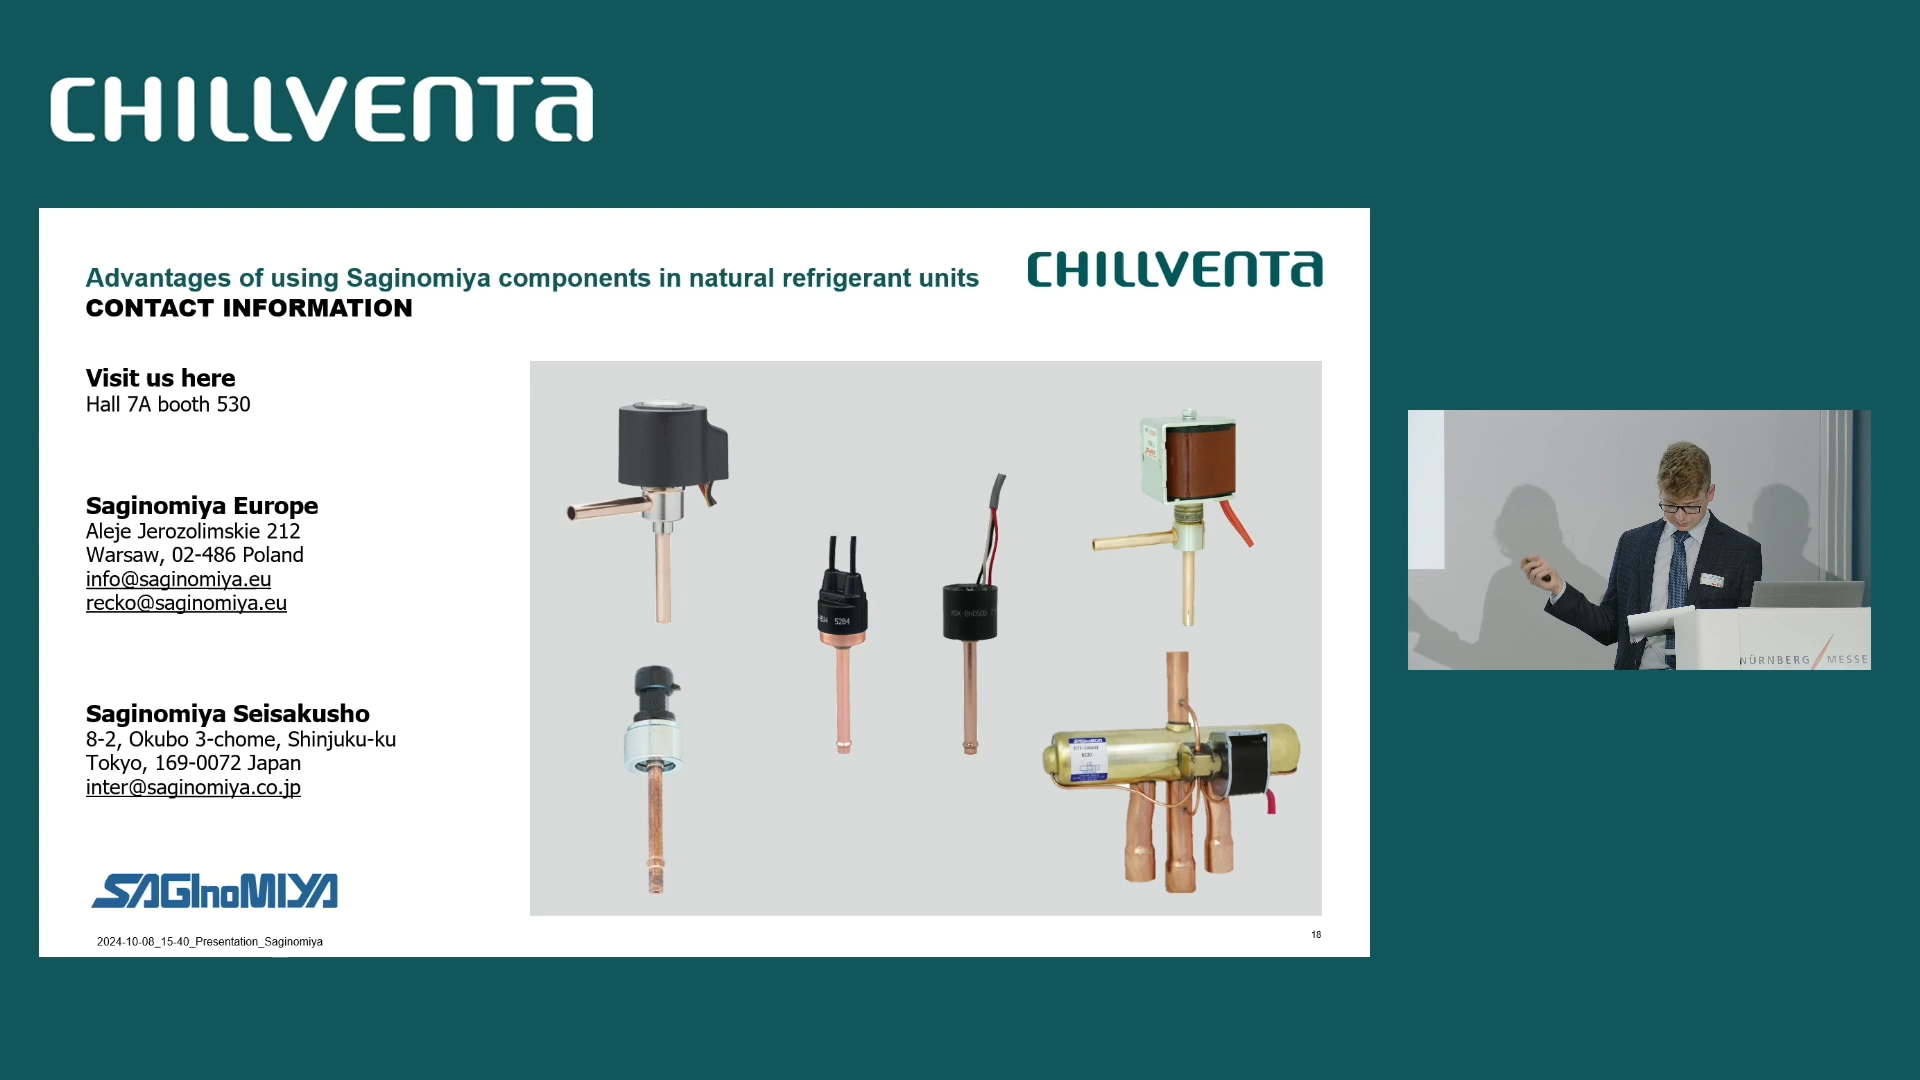 CHILLVENTA
Advantages of using Saginomiya components in natural refrigerant units
CHILLVENTA
CONTACT INFORMATION
Visit us here
Hall 7A booth 530
Saginomiya Europe
Aleje Jerozolimskie 212
Warsaw, 02-486 Poland
info@saginomiya.eu
recko@saginomiya.eu
Saginomiya Seisakusho
8-2, Okubo 3-chome, Shinjuku-ku
Tokyo, 169-0072 Japan
inter@saginomiya.co.jp
SAGInoMIYA
2024-10-08_15-40_Presentation_Saginomiya
18
5284
NÜRNBERG MESSE